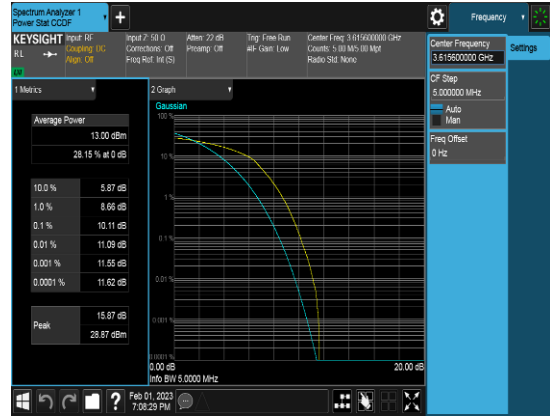 Spectrum Analyzer 1
Power Stat CCDF
+
Frequency
KEYSIGHT
RL
Input: RF
Coupling: DC
Align: Off
Input Z: 50 Ω
Corrections: Off
Freq Ref: Int (S)
Atten: 22 dB
Preamp: Off
Trig: Free Run
#IF Gain: Low
Center Freq: 3.615600000 GHz
Counts: 5.00 M/5.00 Mpt
Radio Std: None
Center Frequency
3.615600000 GHz
Settings
CF Step
5.000000 MHz
Auto
Man
Freq Offset
0 Hz
1 Metrics
2 Graph
Gaussian
Average Power
13.00 dBm
28.15 % at 0 dB
10.0 % 5.87 dB
1.0 % 8.66 dB
0.1 % 10.11 dB
0.01 % 11.09 dB
0.001 % 11.55 dB
0.0001 % 11.62 dB
Peak
15.87 dB
28.87 dBm
100 %
10 %
1 %
0.1 %
0.01 %
0.001 %
0.0001 %
0.00 dB
20.00 dB
Info BW 5.0000 MHz
?
Feb 01, 2023
7:08:29 PM